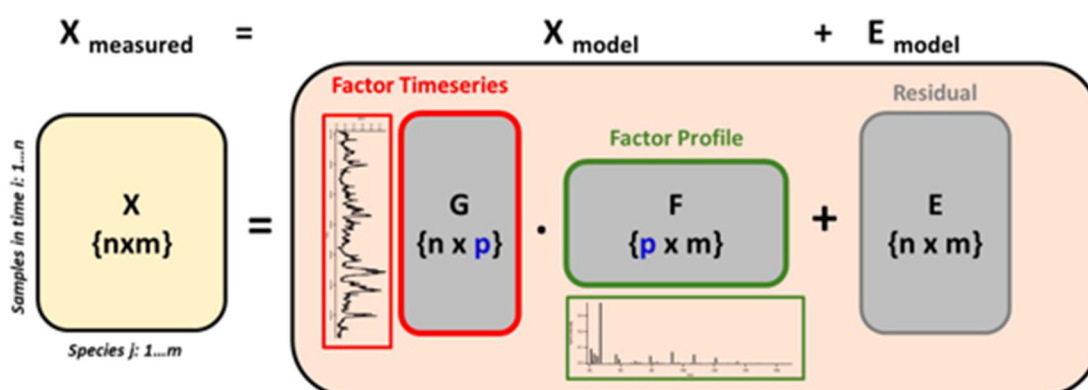 X measured = X model + E model
Factor Timeseries
Residual
Factor Profile
Samples in time i: 1...n
X
{nxm}
=
G
{n x p}
.
F
{p x m}
+
E
{n x m}
Species j: 1...m